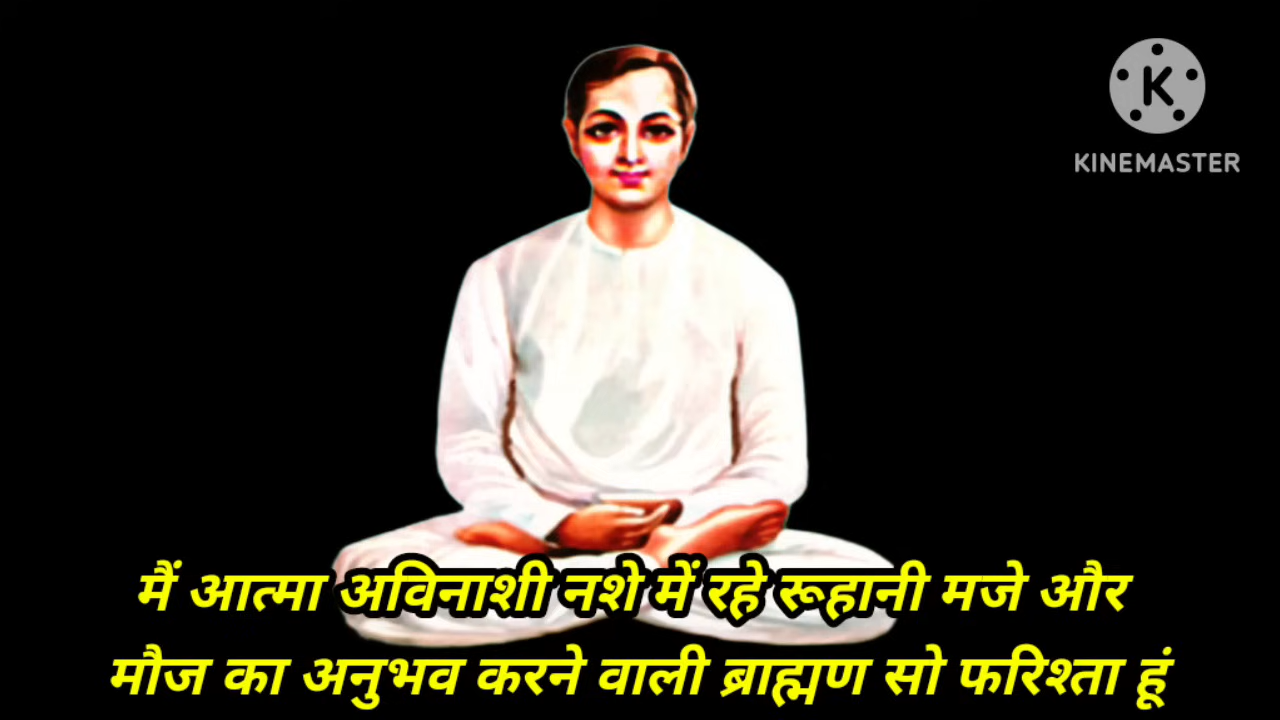 K
KINEMASTER
मैं आत्मा अविनाशी नशे में रहे रूहानी मजे और
मौज का अनुभव करने वाली ब्राह्मण सो फरिश्ता हूं